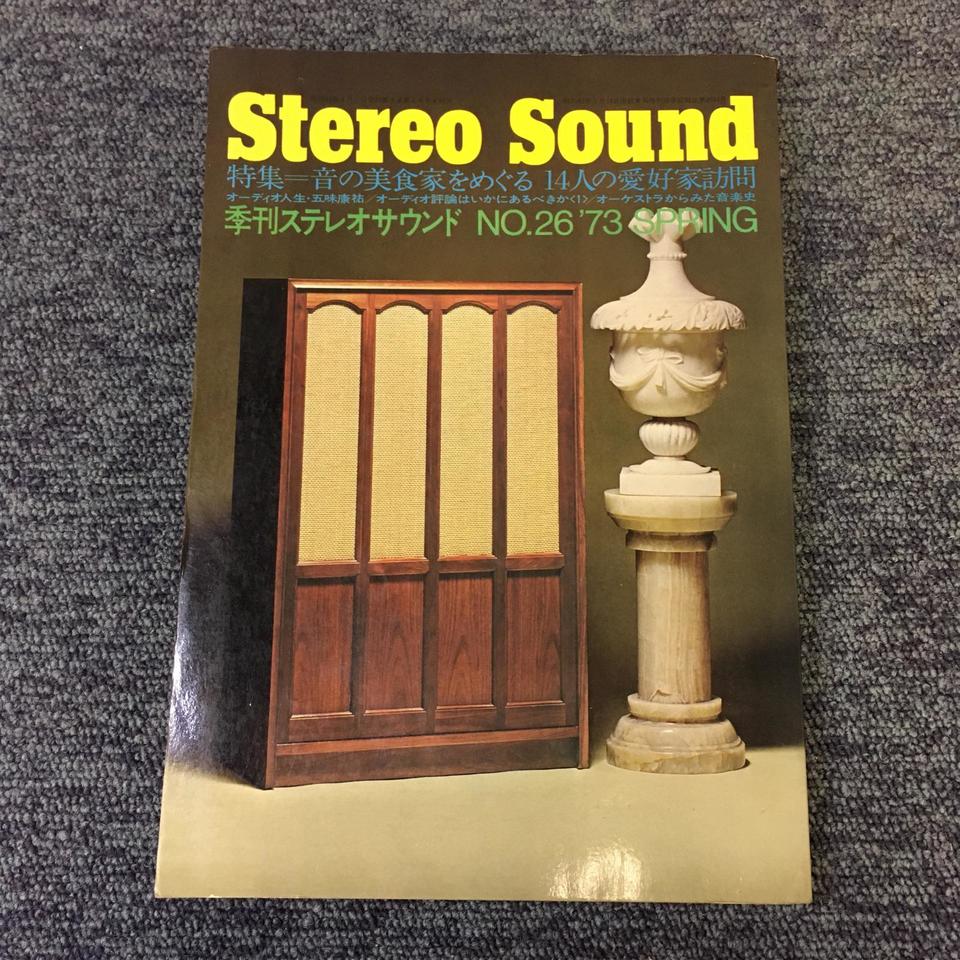 Stereo Sound
特集=音の美食家をめぐる 14人の愛好家訪問
オーディオ人生・五味康祐/オーディオ評論はいかにあるべきかく1>/オーケストラからみた音楽史
季刊ステレオサウンド NO.26 '73 SPRING